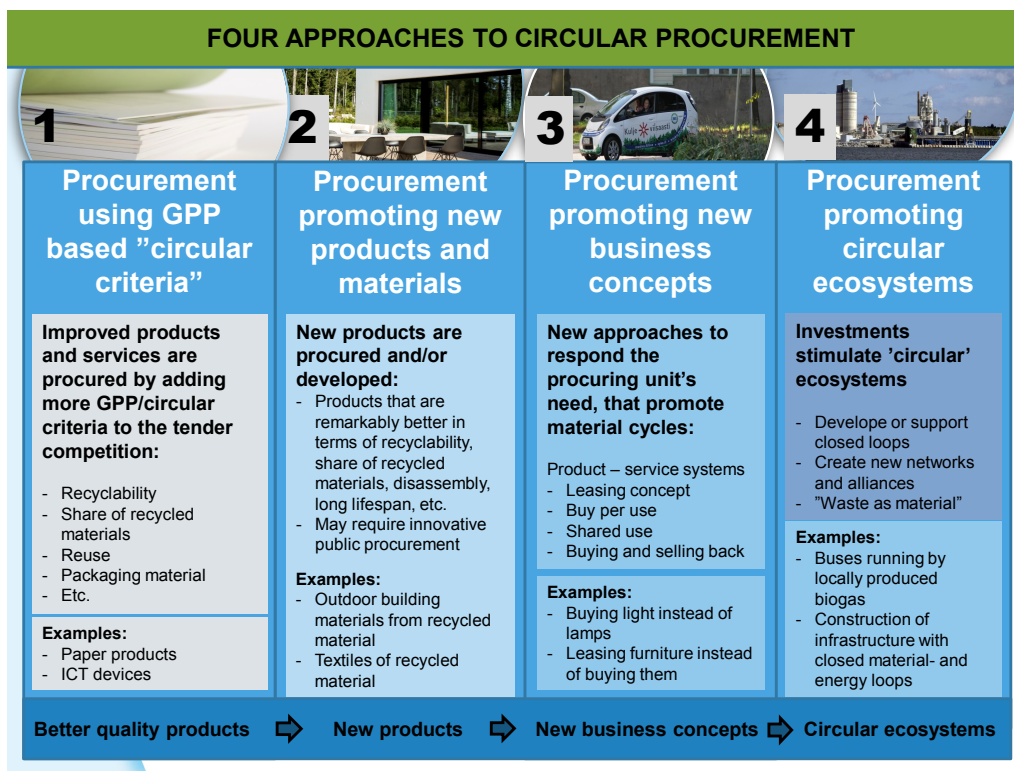 FOUR APPROACHES TO CIRCULAR PROCUREMENT
1
2
3
4
Kulje
viisaasti
Procurement
using GPP
based ”circular
criteria”
Improved products
and services are
procured by adding
more GPP/circular
criteria to the tender
competition:
- Recyclability
- Share of recycled
materials
- Reuse
- Packaging material
- Etc.
Examples:
- Paper products
- ICT devices
Procurement
promoting new
products and
materials
New products are
procured and/or
developed:
- Products that are
remarkably better in
terms of recyclability,
share of recycled
materials, disassembly,
long lifespan, etc.
- May require innovative
public procurement
Examples:
- Outdoor building
materials from recycled
material
- Textiles of recycled
material
Procurement
promoting new
business
concepts
New approaches to
respond the
procuring unit’s
need, that promote
material cycles:
Product – service systems
- Leasing concept
- Buy per use
- Shared use
- Buying and selling back
Examples:
- Buying light instead of
lamps
- Leasing furniture instead
of buying them
Procurement
promoting
circular
ecosystems
Investments
stimulate ’circular’
ecosystems
- Develope or support
closed loops
- Create new networks
and alliances
- ”Waste as material”
Examples:
- Buses running by
locally produced
biogas
- Construction of
infrastructure with
closed material- and
energy loops
Better quality products
New products
New business concepts
Circular ecosystems